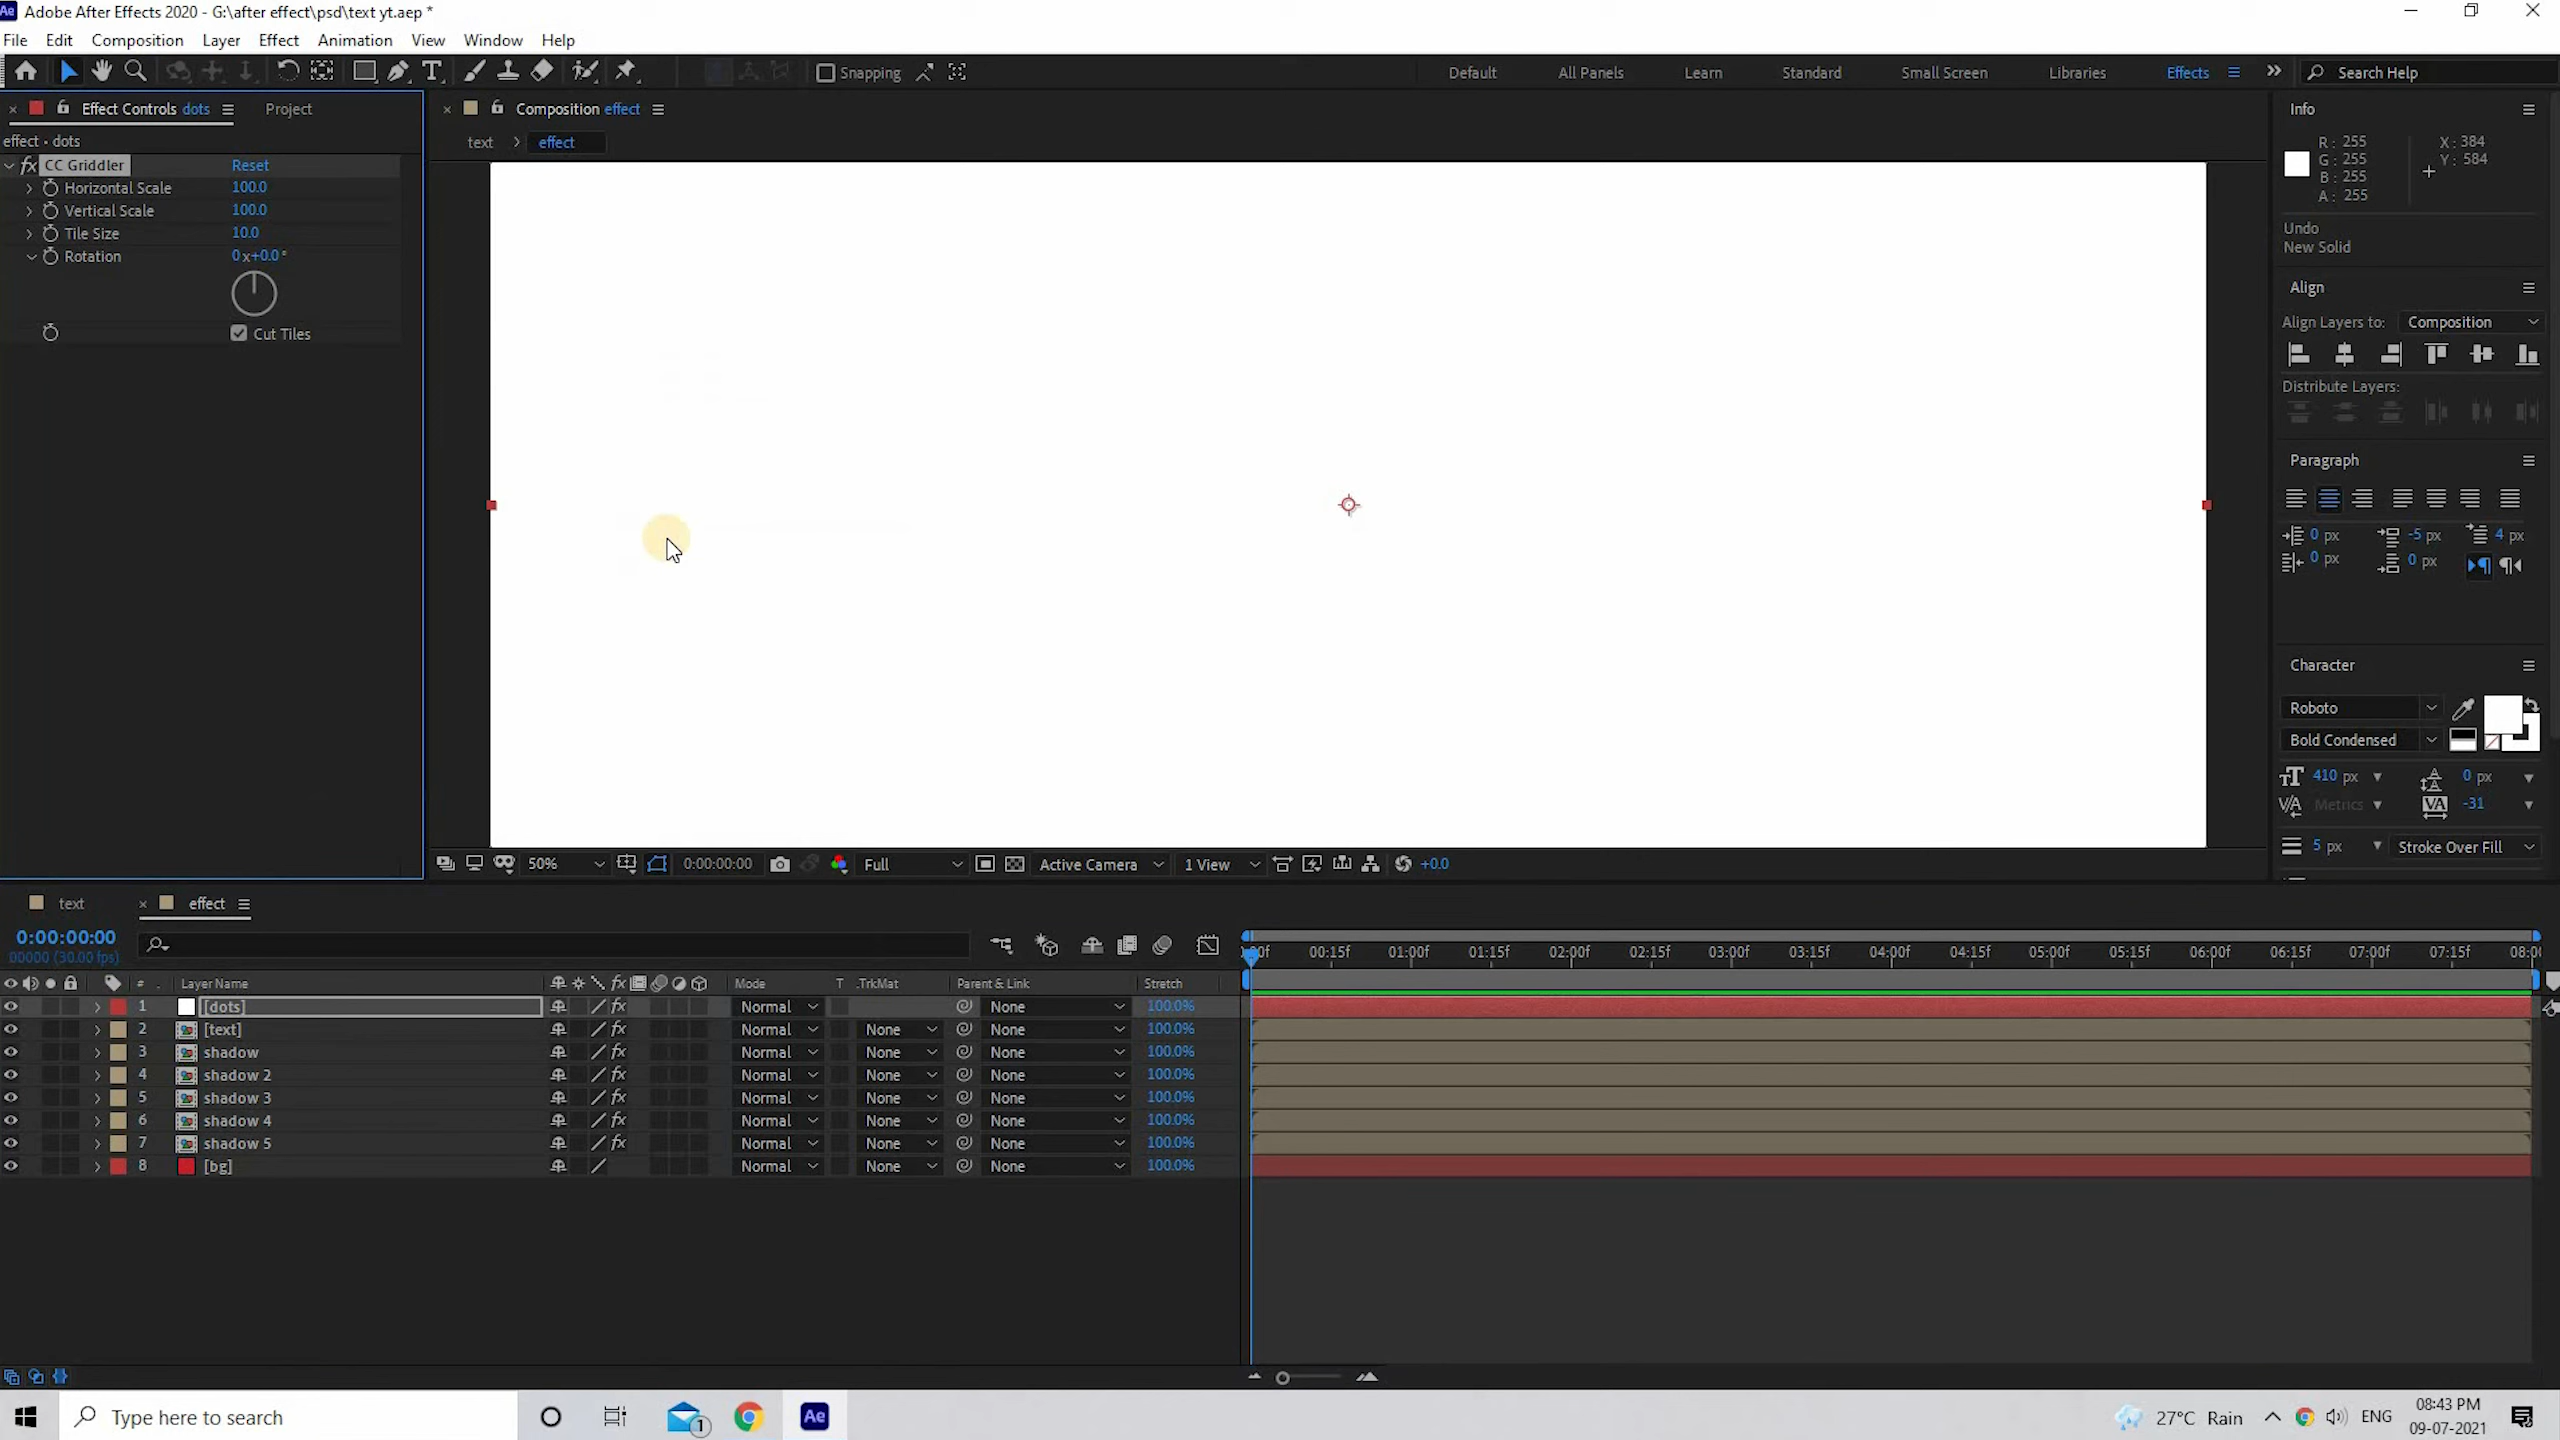 Adobe After Effects 2020 - G:\after effect\psd\text yt.aep *
File Edit Composition Layer Effect Animation View Window Help
Snapping Default All Panels Learn Standard Small Screen Libraries Effects Search Help
Effect Controls dots Project
effect • dots
fx CC Griddler Reset
Horizontal Scale 100.0
Vertical Scale 100.0
Tile Size 10.0
Rotation 0x+0.0°
Cut Tiles
Composition effect
text effect
50% 0:00:00:00 Full Active Camera 1 View +0.0
Info
R: 255 X: 384
G: 255 Y: 584
B: 255
A: 255
Undo
New Solid
Align
Align Layers to: Composition
Distribute Layers:
Paragraph
0 px -5 px 4 px
0 px 0 px
Character
Roboto
Bold Condensed
410 px 0 px
Metrics -31
5 px Stroke Over Fill
text effect
0:00:00:00
00000 (30.00 fps)
00f 00:15f 01:00f 01:15f 02:00f 02:15f 03:00f 03:15f 04:00f 04:15f 05:00f 05:15f 06:00f 06:15f 07:00f 07:15f 08:0
# Layer Name fx Mode T .TrkMat Parent & Link Stretch
1 [dots] fx Normal None 100.0%
2 [text] Normal None None 100.0%
3 shadow fx Normal None None 100.0%
4 shadow 2 fx Normal None None 100.0%
5 shadow 3 fx Normal None None 100.0%
6 shadow 4 fx Normal None None 100.0%
7 shadow 5 fx Normal None None 100.0%
8 [bg] Normal None None 100.0%
Type here to search 1 Ae 27°C Rain ENG 08:43 PM
09-07-2021